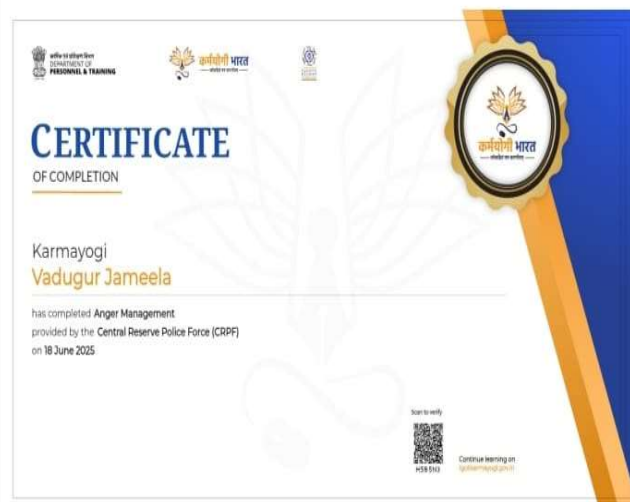 DEPARTMENT OF
PERSONNEL & TRAINING
कर्मयोगी भारत
CERTIFICATE
OF COMPLETION
कर्मयोगी भारत
Karmayogi
Vadugur Jameela
has completed Anger Management
provided by the Central Reserve Police Force (CRPF)
on 18 June 2025
Scan to verify
Continue learning on